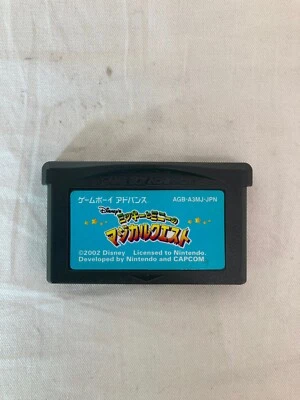 ゲームボーイ アドバンス AGB-A3MJ-JPN
Disney's
ミッキーとミニーの
マジカルクエスト
©2002 Disney Licensed to Nintendo.
Developed by Nintendo and CAPCOM